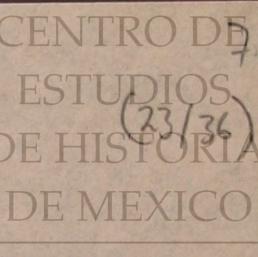 CENTRO DE
7
ESTUDIOS
(23/36)
DE HISTORIA
DE MEXICO